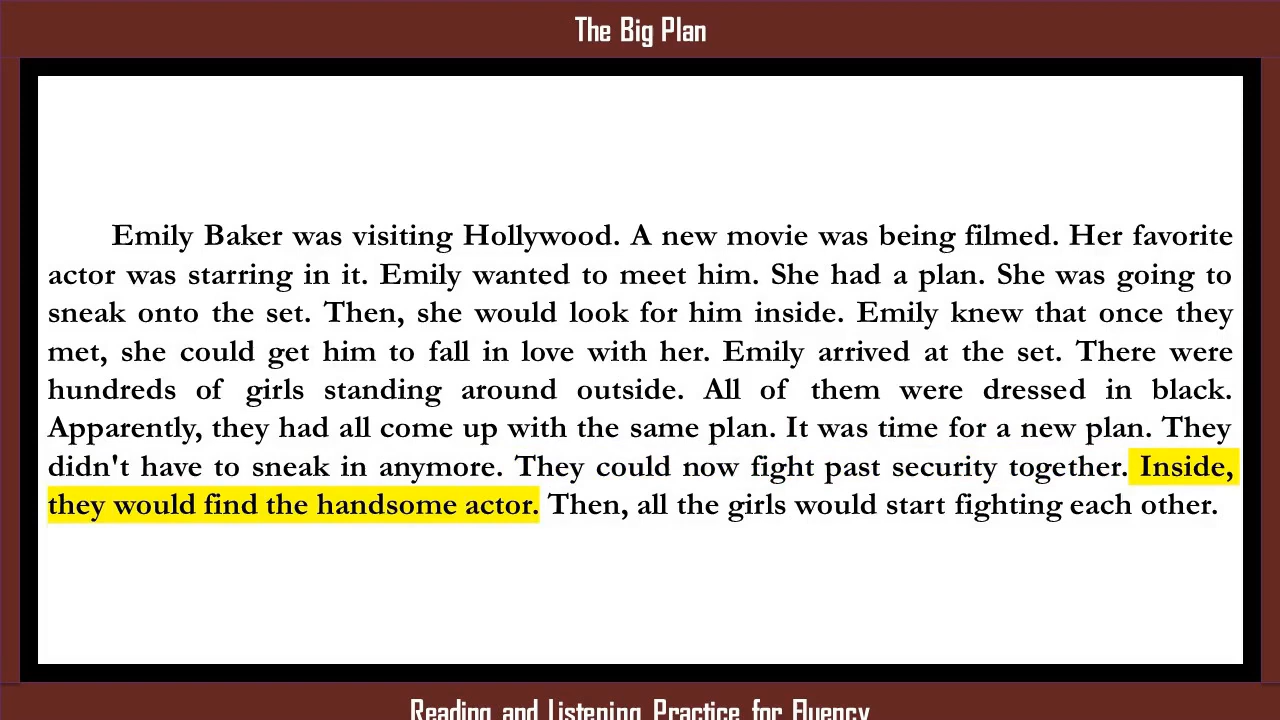 The Big Plan
Emily Baker was visiting Hollywood. A new movie was being filmed. Her favorite
actor was starring in it. Emily wanted to meet him. She had a plan. She was going to
sneak onto the set. Then, she would look for him inside. Emily knew that once they
met, she could get him to fall in love with her. Emily arrived at the set. There were
hundreds of girls standing around outside. All of them were dressed in black.
Apparently, they had all come up with the same plan. It was time for a new plan. They
didn't have to sneak in anymore. They could now fight past security together. Inside,
they would find the handsome actor. Then, all the girls would start fighting each other.
Reading and Listening Practice for Fluency